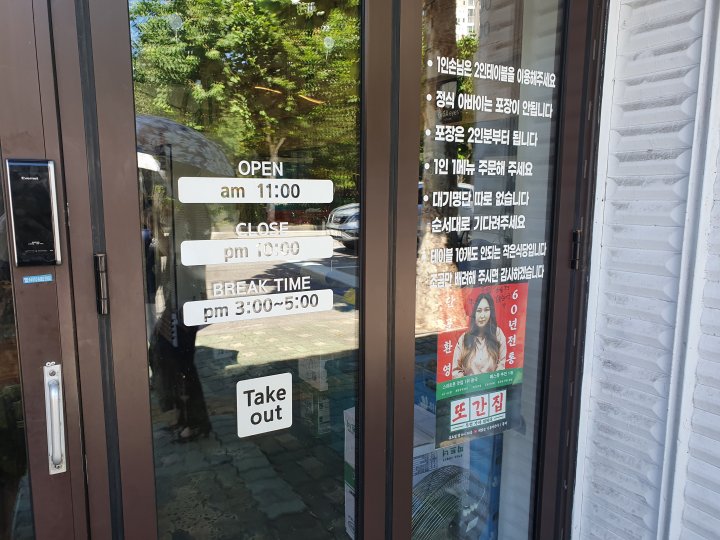 OPEN
am 11:00
CLOSE
pm 10:00
BREAK TIME
pm 3:00~5:00
Take
out
• 1인손님은 2인테이블을 이용해주세요
• 정식 아바이는 포장이 안됩니다
• 포장은 2인분부터 됩니다
• 1인 1메뉴 주문해 주세요
• 대기명단 따로 없습니다
순서대로 기다려주세요
• 테이블 10개도 안되는 작은식당입니다
조금만 배려해 주시면 감사하겠습니다
환영
60년전통
또간집
Evernet